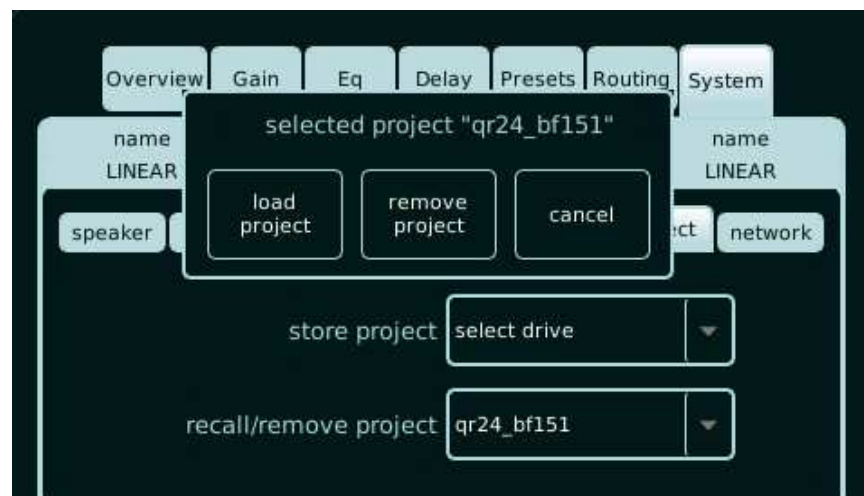 Overview Gain Eq Delay Presets Routing System
selected project "qr24_bf151"
name name
LINEAR LINEAR
load project remove project cancel
speaker ect network
store project select drive
recall/remove project qr24_bf151